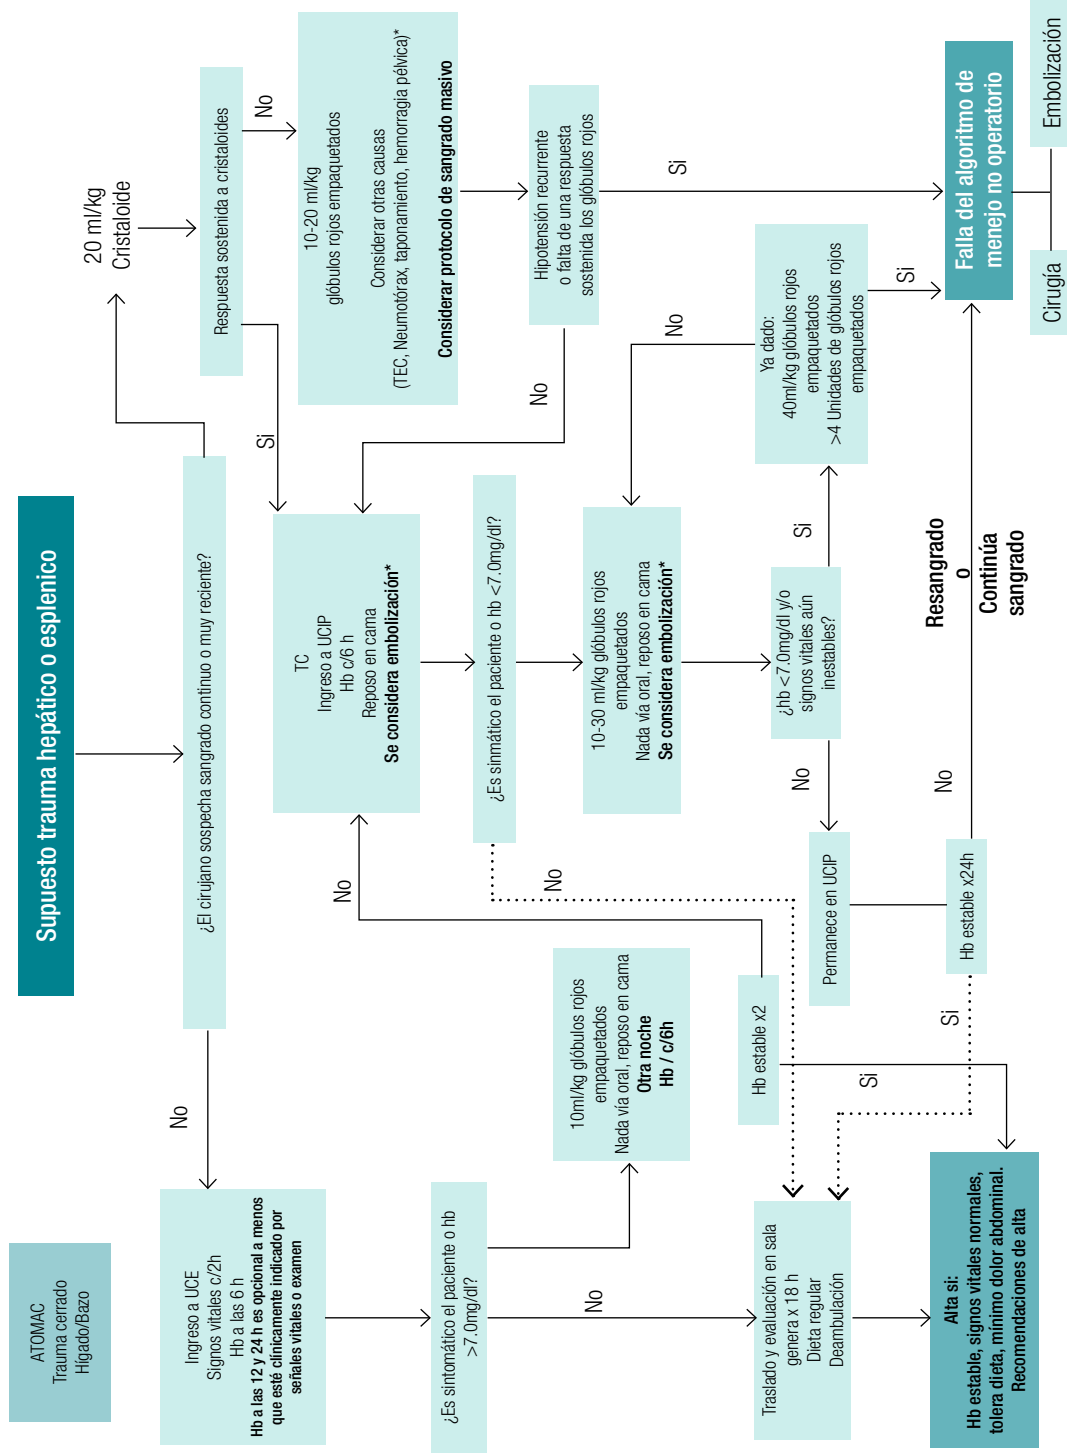 ATOMAC
Trauma cerrado
Hígado/Bazo
Supuesto trauma hepático o esplenico
¿El cirujano sospecha sangrado continuo o muy reciente?
No
20 ml/kg
Cristaloide
Ingreso a UCE
Signos vitales c/2h
Hb a las 6 h
Hb a las 12 y 24 h es opcional a menos
que esté clínicamente indicado por
señales vitales o examen
Respuesta sostenida a cristaloides
Si
No
TC
Ingreso a UCIP
Hb c/6 h
Reposo en cama
Se considera embolización*
10-20 ml/kg
glóbulos rojos empaquetados
Considerar otras causas
(TEC, Neumotórax, taponamiento, hemorragia pélvica)*
Considerar protocolo de sangrado masivo
¿Es sintomático el paciente o hb
>7.0mg/dl?
No
¿Es sinmático el paciente o hb <7.0mg/dl?
No
No
Hipotensión recurrente
o falta de una respuesta
sostenida los glóbulos rojos
No
Si
10ml/kg glóbulos rojos
empaquetados
Nada vía oral, reposo en cama
Otra noche
Hb / c/6h
10-30 ml/kg glóbulos rojos
empaquetados
Nada vía oral, reposo en cama
Se considera embolización*
No
Traslado y evaluación en sala
genera x 18 h
Dieta regular
Deambulación
Hb estable x2
Si
¿hb <7.0mg/dl y/o
signos vitales aún
inestables?
No
Si
Ya dado:
40ml/kg glóbulos rojos
empaquetados
>4 Unidades de glóbulos rojos
empaquetados
Si
Permanece en UCIP
Hb estable x24h
Si
No
Resangrado
o
Continúa
sangrado
Alta si:
Hb estable, signos vitales normales,
tolera dieta, mínimo dolor abdominal.
Recomendaciones de alta
Falla del algoritmo de
menejo no operatorio
Cirugía
Embolización